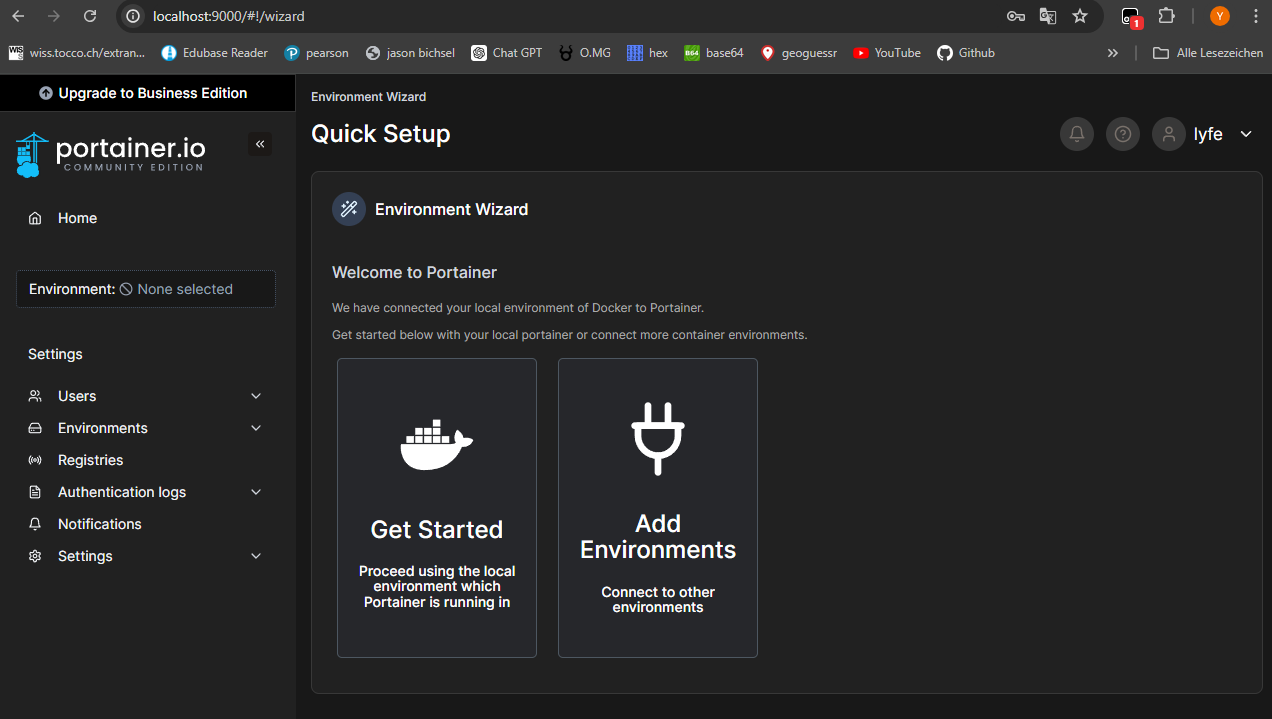 localhost:9000/#!/wizard
1
Y
WISS
wiss.tocco.ch/extran...
Edubase Reader
pearson
jason bichsel
Chat GPT
O.MG
hex
B64
base64
geoguessr
YouTube
Github
»
Alle Lesezeichen
Upgrade to Business Edition
portainer.io
COMMUNITY EDITION
«
Home
Environment: None selected
Settings
Users
Environments
Registries
Authentication logs
Notifications
Settings
Environment Wizard
Quick Setup
lyfe
Environment Wizard
Welcome to Portainer
We have connected your local environment of Docker to Portainer.
Get started below with your local portainer or connect more container environments.
Get Started
Proceed using the local
environment which
Portainer is running in
Add
Environments
Connect to other
environments